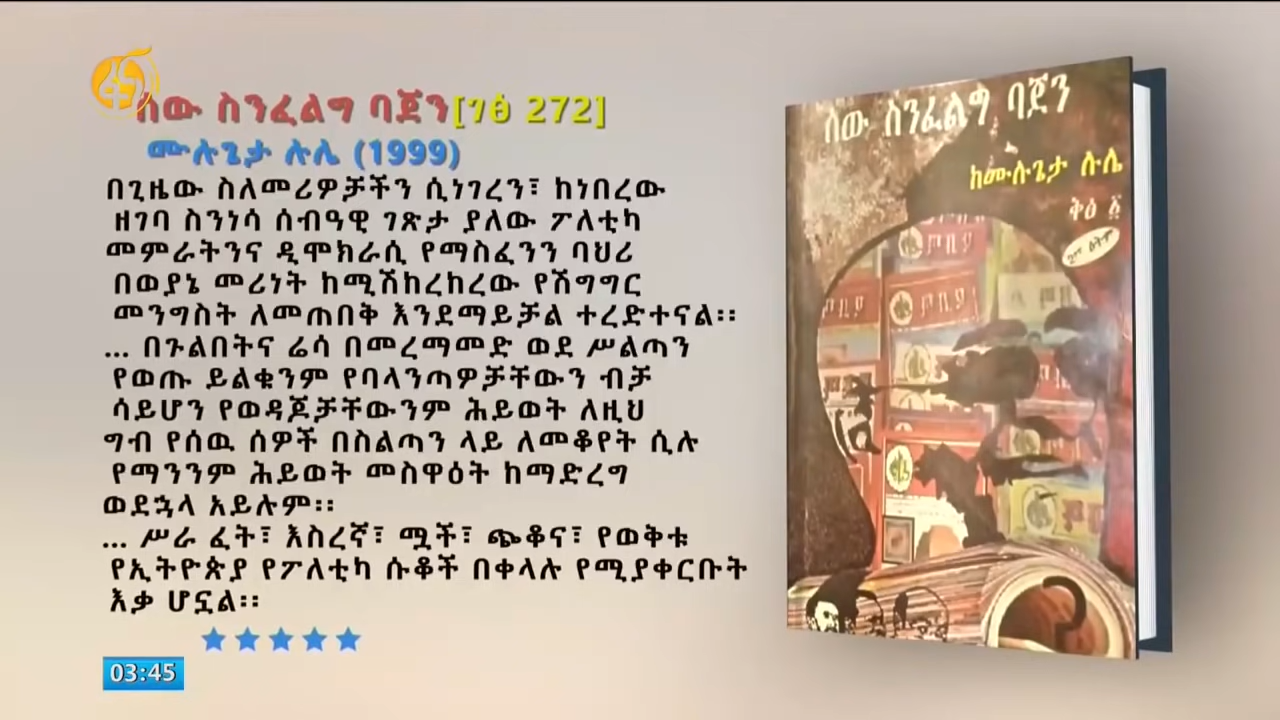 ሰው ስንፈልግ ባጀን[ገፅ 272]
ሙሉጌታ ሉሌ (1999)
በጊዜው ስለመሪዎቻችን ሲነገረን፣ ከነበረው
ዘገባ ስንነሳ ሰብዓዊ ገጽታ ያለው ፖለቲካ
መምራትንና ዲሞክራሲ የማስፈንን ባህሪ
በወያኔ መሪነት ከሚሽከረከረው የሽግግር
መንግስት ለመጠበቅ እንደማይቻል ተረድተናል፡፡
... በጉልበትና ሬሳ በመረማመድ ወደ ሥልጣን
የወጡ ይልቁንም የባላንጣዎቻቸውን ብቻ
ሳይሆን የወዳጆቻቸውንም ሕይወት ለዚህ
ግብ የሰዉ ሰዎች በስልጣን ላይ ለመቆየት ሲሉ
የማንንም ሕይወት መስዋዕት ከማድረግ
ወደኋላ አይሉም፡፡
... ሥራ ፈት፣ እስረኛ፣ ሟች፣ ጭቆና፣ የወቅቱ
የኢትዮጵያ የፖለቲካ ሱቆች በቀላሉ የሚያቀርቡት
እቃ ሆኗል፡፡
03:45
ሰው ስንፈልግ ባጀን
ከሙሉጌታ ሉሌ
ቅፅ ፩
2ኛ ዕትም